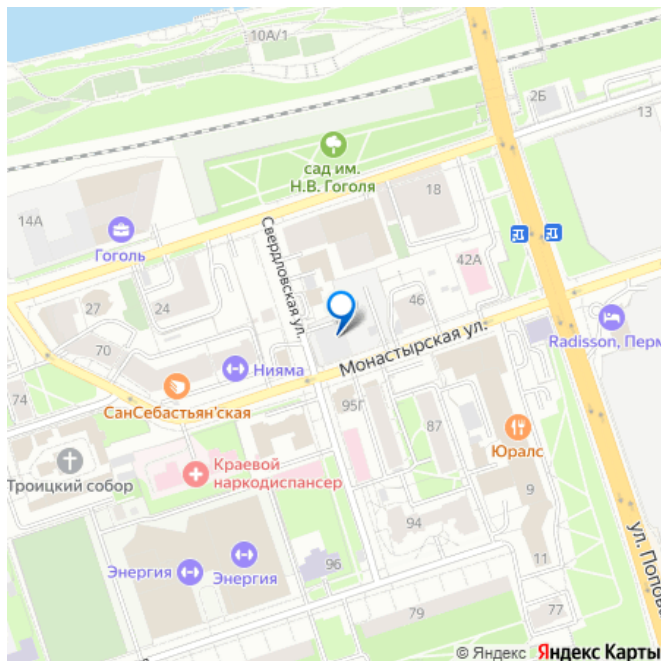 10А/1
2Б
13
сад им.
Н.В. Гоголя
18
14А
Гоголь
Свердловская ул.
42А
27
24
46
Radisson, Перм
70
Монастырская ул.
Нияма
74
СанСебастьян'ская
95Г
87
Юралс
Троицкий собор
Краевой
наркодиспансер
9
94
Энергия
Энергия
96
11
ул. Попова
79
77
© Яндекс Яндекс Карты